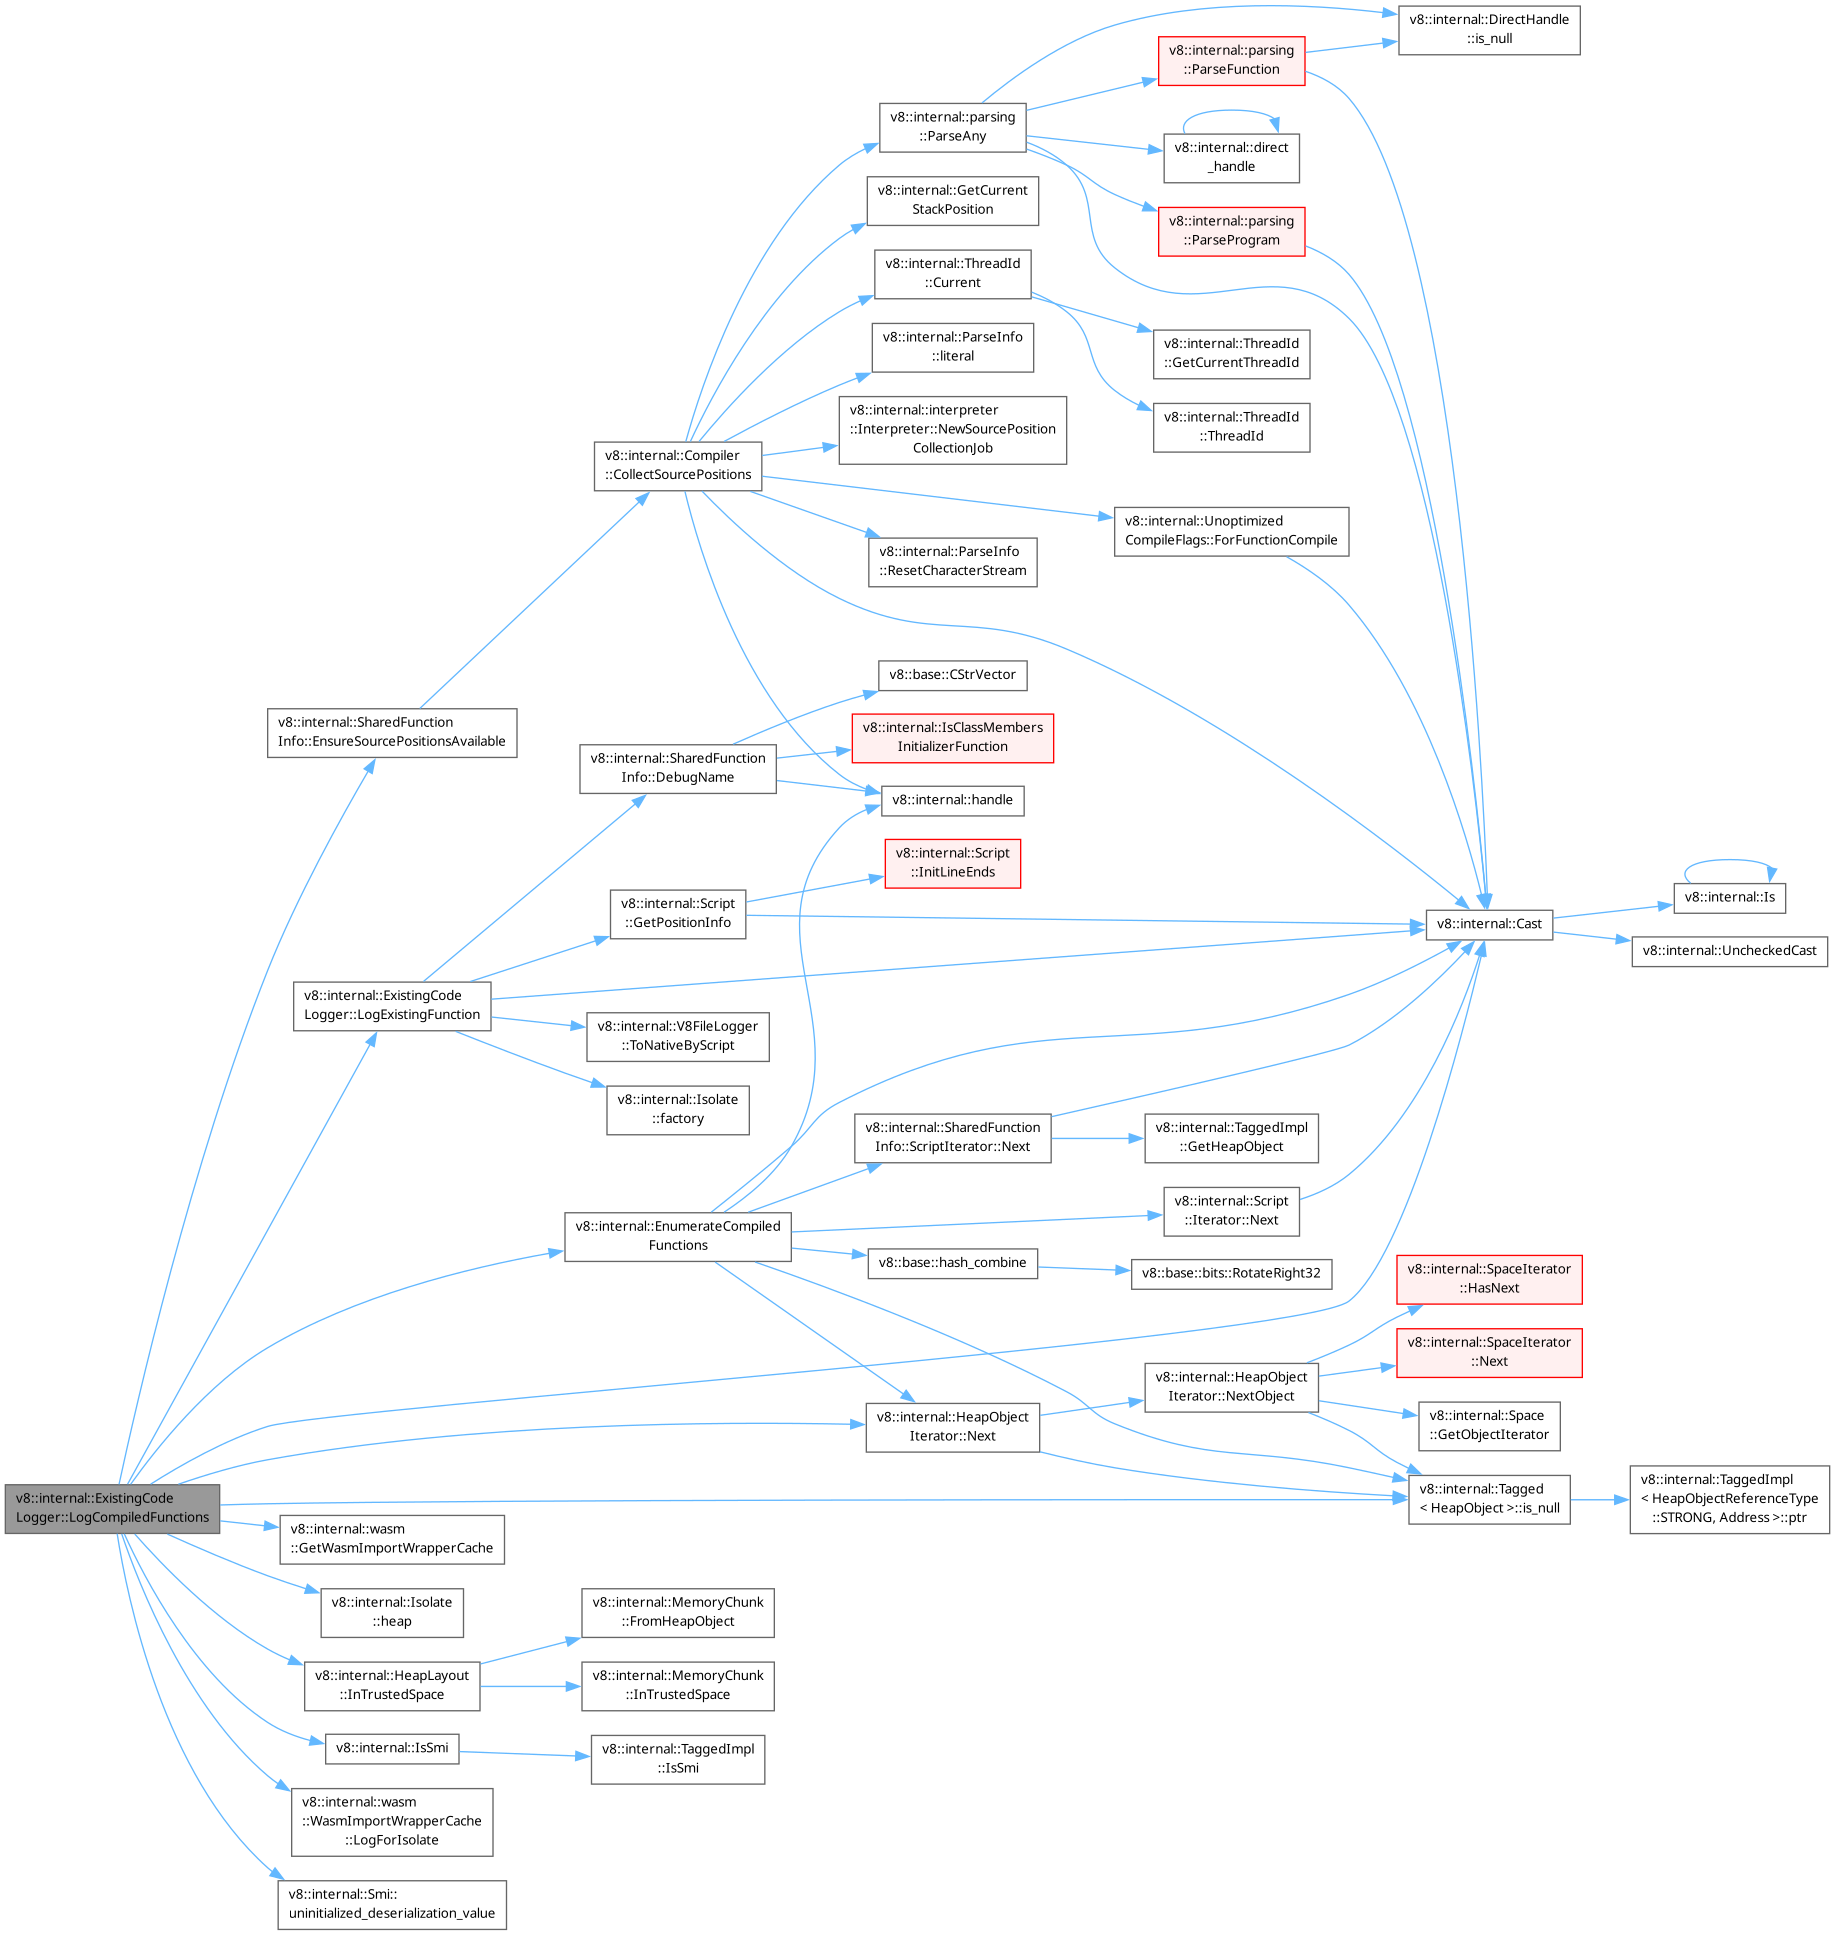 v8::internal::DirectHandle
::is_null
v8::internal::parsing
::ParseFunction
v8::internal::parsing
::ParseAny
v8::internal::direct
_handle
v8::internal::GetCurrent
StackPosition
v8::internal::parsing
::ParseProgram
v8::internal::ThreadId
::Current
v8::internal::ParseInfo
::literal
v8::internal::ThreadId
::GetCurrentThreadId
v8::internal::interpreter
::Interpreter::NewSourcePosition
CollectionJob
v8::internal::ThreadId
::ThreadId
v8::internal::Compiler
::CollectSourcePositions
v8::internal::Unoptimized
CompileFlags::ForFunctionCompile
v8::internal::ParseInfo
::ResetCharacterStream
v8::base::CStrVector
v8::internal::SharedFunction
Info::EnsureSourcePositionsAvailable
v8::internal::IsClassMembers
InitializerFunction
v8::internal::SharedFunction
Info::DebugName
v8::internal::handle
v8::internal::Script
::InitLineEnds
v8::internal::Is
v8::internal::Script
::GetPositionInfo
v8::internal::Cast
v8::internal::UncheckedCast
v8::internal::ExistingCode
Logger::LogExistingFunction
v8::internal::V8FileLogger
::ToNativeByScript
v8::internal::Isolate
::factory
v8::internal::SharedFunction
Info::ScriptIterator::Next
v8::internal::TaggedImpl
::GetHeapObject
v8::internal::Script
::Iterator::Next
v8::internal::EnumerateCompiled
Functions
v8::base::hash_combine
v8::base::bits::RotateRight32
v8::internal::SpaceIterator
::HasNext
v8::internal::SpaceIterator
::Next
v8::internal::HeapObject
Iterator::NextObject
v8::internal::HeapObject
Iterator::Next
v8::internal::Space
::GetObjectIterator
v8::internal::ExistingCode
Logger::LogCompiledFunctions
v8::internal::Tagged
< HeapObject >::is_null
v8::internal::TaggedImpl
< HeapObjectReferenceType
::STRONG, Address >::ptr
v8::internal::wasm
::GetWasmImportWrapperCache
v8::internal::Isolate
::heap
v8::internal::MemoryChunk
::FromHeapObject
v8::internal::HeapLayout
::InTrustedSpace
v8::internal::MemoryChunk
::InTrustedSpace
v8::internal::IsSmi
v8::internal::TaggedImpl
::IsSmi
v8::internal::wasm
::WasmImportWrapperCache
::LogForIsolate
v8::internal::Smi::
uninitialized_deserialization_value